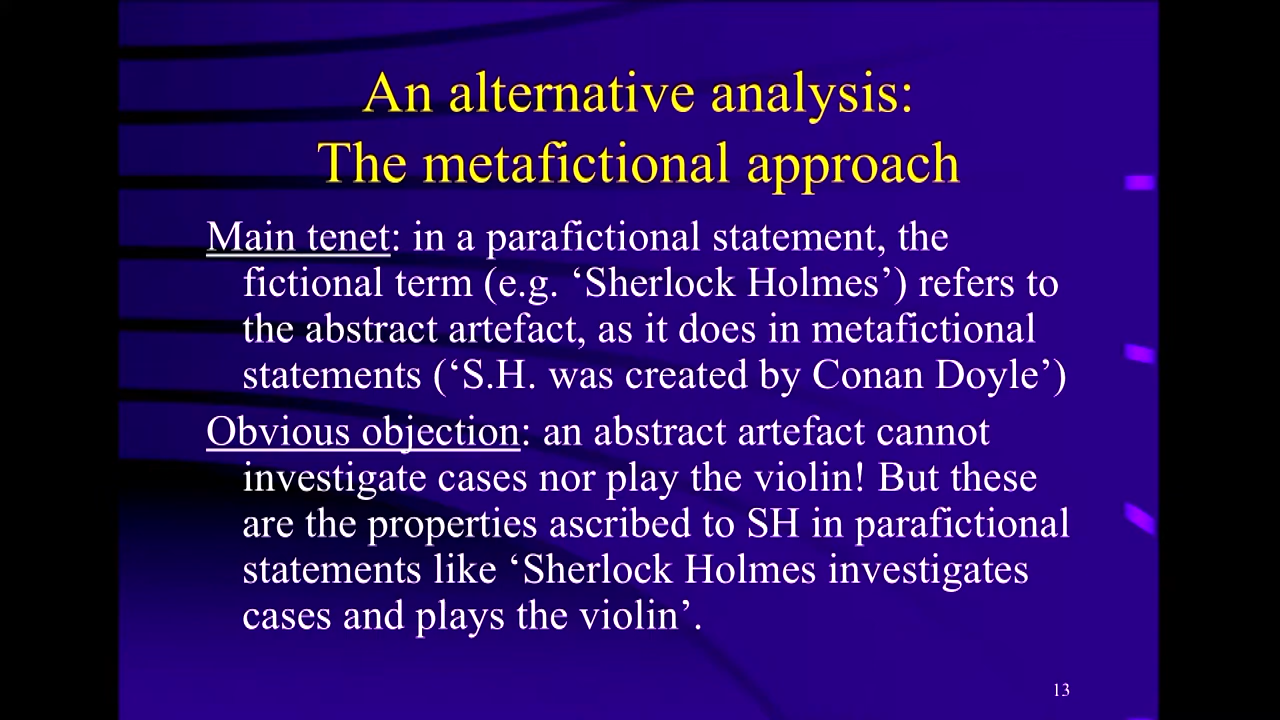 An alternative analysis:
The metafictional approach
Main tenet: in a parafictional statement, the
fictional term (e.g. ‘Sherlock Holmes’) refers to
the abstract artefact, as it does in metafictional
statements (‘S.H. was created by Conan Doyle’)
Obvious objection: an abstract artefact cannot
investigate cases nor play the violin! But these
are the properties ascribed to SH in parafictional
statements like ‘Sherlock Holmes investigates
cases and plays the violin’.
13